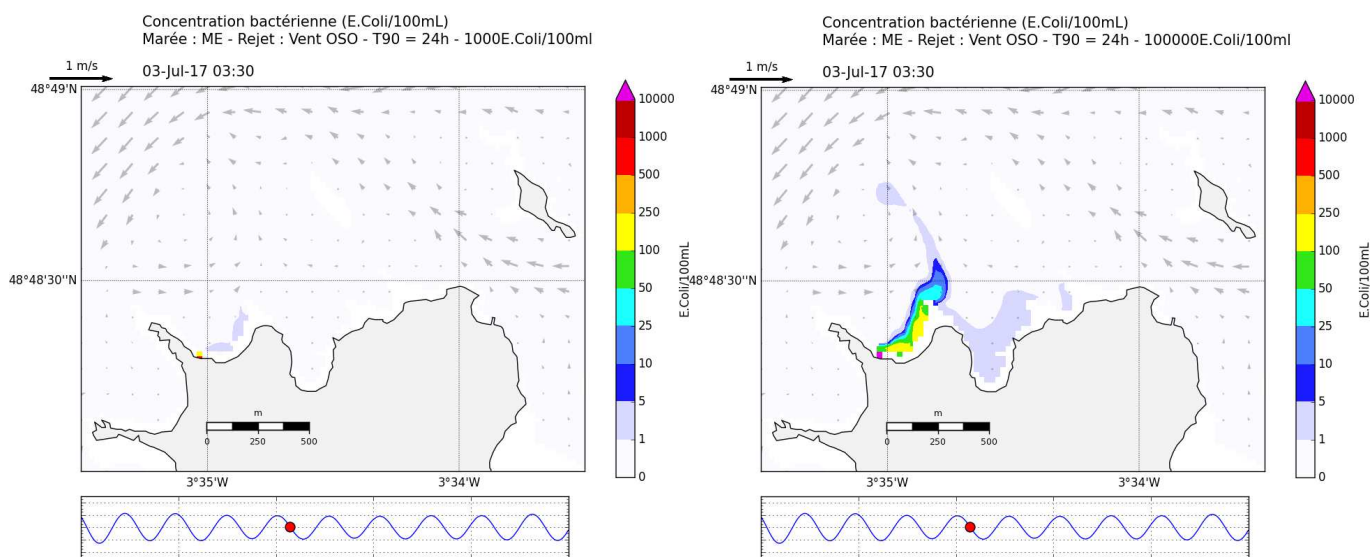 Concentration bactérienne (E.Coli/100mL)
Marée : ME - Rejet : Vent OSO - T90 = 24h - 1000E.Coli/100ml
1 m/s
03-Jul-17 03:30
48°49'N
48°48'30''N
3°35'W
3°34'W
m
0
250
500
10000
1000
500
250
100
50
25
10
5
1
0
E.Coli/100mL
Concentration bactérienne (E.Coli/100mL)
Marée : ME - Rejet : Vent OSO - T90 = 24h - 100000E.Coli/100ml
1 m/s
03-Jul-17 03:30
48°49'N
48°48'30''N
3°35'W
3°34'W
m
0
250
500
10000
1000
500
250
100
50
25
10
5
1
0
E.Coli/100mL